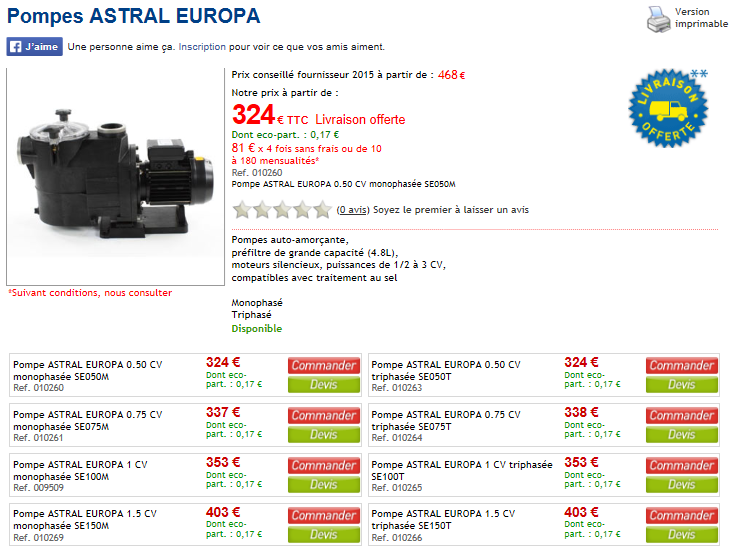 Pompes ASTRAL EUROPA
Version
imprimable
J'aime
Une personne aime ça. Inscription pour voir ce que vos amis aiment.
Prix conseillé fournisseur 2015 à partir de : 468 €
Notre prix à partir de :
324 € TTC Livraison offerte
Dont eco-part. : 0,17 €
81 € x 4 fois sans frais ou de 10
à 180 mensualités*
Ref. 010260
Pompe ASTRAL EUROPA 0.50 CV monophasée SE050M
LIVRAISON
OFFERTE
**
(0 avis) Soyez le premier à laisser un avis
Pompes auto-amorçante,
préfiltre de grande capacité (4.8L),
moteurs silencieux, puissances de 1/2 à 3 CV,
compatibles avec traitement au sel
*Suivant conditions, nous consulter
Monophasé
Triphasé
Disponible
Pompe ASTRAL EUROPA 0.50 CV
monophasée SE050M
Ref. 010260
324 €
Dont eco-
part. : 0,17 €
Commander
Devis
Pompe ASTRAL EUROPA 0.50 CV
triphasée SE050T
Ref. 010263
324 €
Dont eco-
part. : 0,17 €
Commander
Devis
Pompe ASTRAL EUROPA 0.75 CV
monophasée SE075M
Ref. 010261
337 €
Dont eco-
part. : 0,17 €
Commander
Devis
Pompe ASTRAL EUROPA 0.75 CV
triphasée SE075T
Ref. 010264
338 €
Dont eco-
part. : 0,17 €
Commander
Devis
Pompe ASTRAL EUROPA 1 CV
monophasée SE100M
Ref. 009509
353 €
Dont eco-
part. : 0,17 €
Commander
Devis
Pompe ASTRAL EUROPA 1 CV triphasée
SE100T
Ref. 010265
353 €
Dont eco-
part. : 0,17 €
Commander
Devis
Pompe ASTRAL EUROPA 1.5 CV
monophasée SE150M
Ref. 010269
403 €
Dont eco-
part. : 0,17 €
Commander
Devis
Pompe ASTRAL EUROPA 1.5 CV
triphasée SE150T
Ref. 010266
403 €
Dont eco-
part. : 0,17 €
Commander
Devis